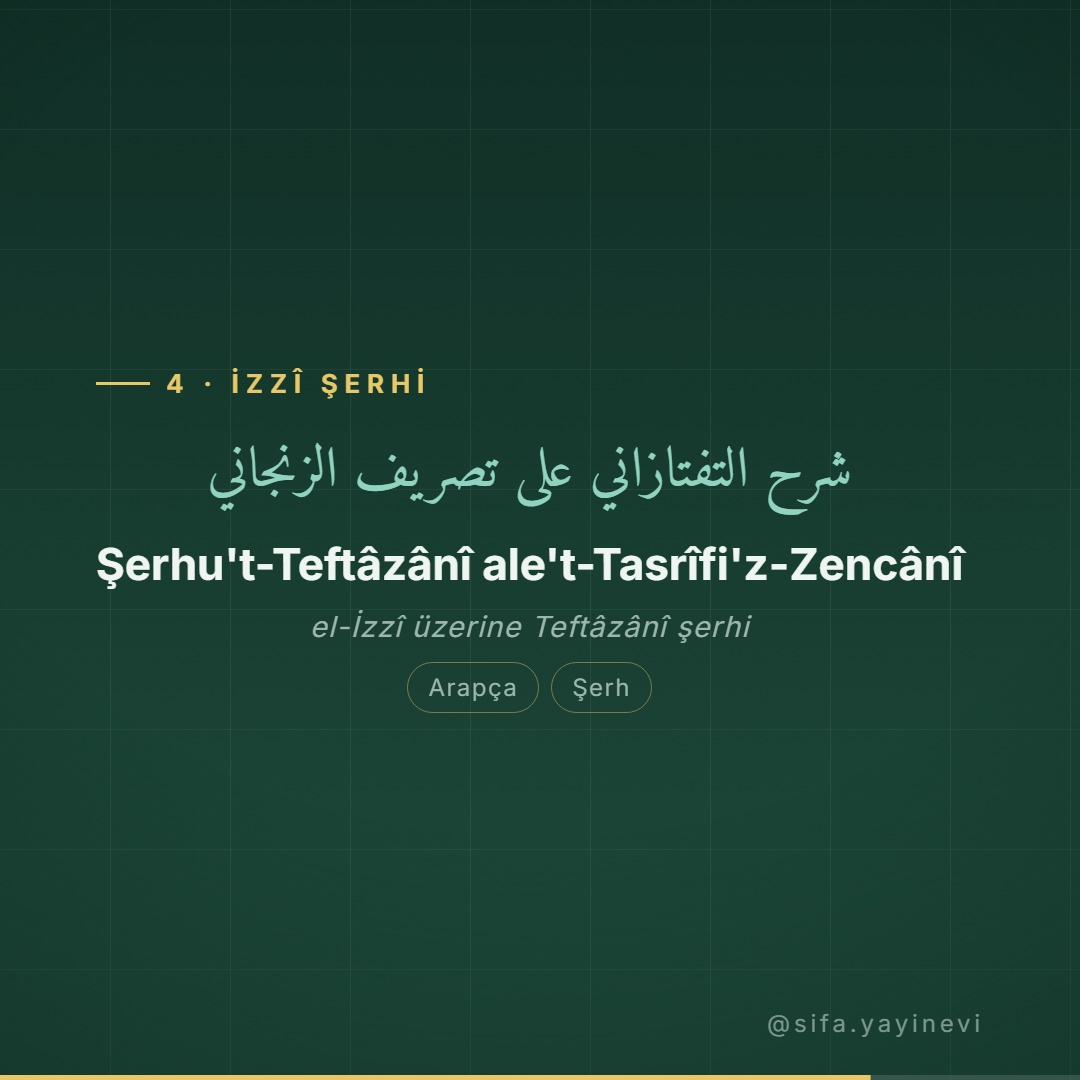 4 · İZZÎ ŞERHİ
شرح التفتازاني على تصريف الزنجاني
Şerhu't-Teftâzânî ale't-Tasrîfi'z-Zencânî
el-İzzî üzerine Teftâzânî şerhi
Arapça Şerh
@sifa.yayinevi